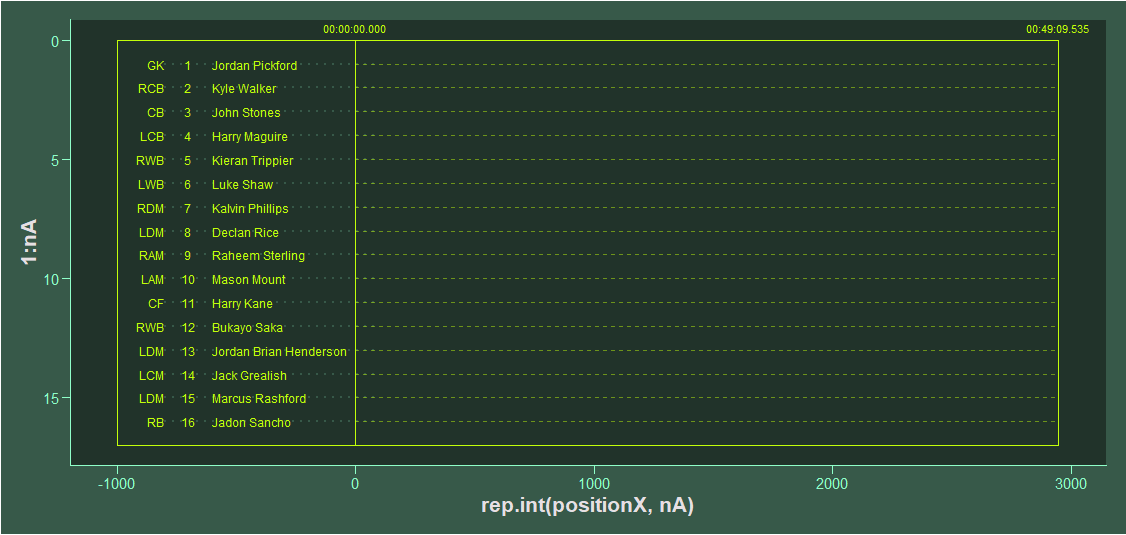 00:00:00.000 00:49:09.535
0
GK 1 Jordan Pickford
RCB 2 Kyle Walker
CB 3 John Stones
LCB 4 Harry Maguire
5 RWB 5 Kieran Trippier
LWB 6 Luke Shaw
RDM 7 Kalvin Phillips
LDM 8 Declan Rice
RAM 9 Raheem Sterling
10 LAM 10 Mason Mount
CF 11 Harry Kane
RWB 12 Bukayo Saka
LDM 13 Jordan Brian Henderson
LCM 14 Jack Grealish
15 LDM 15 Marcus Rashford
RB 16 Jadon Sancho
1:nA
-1000 0 1000 2000 3000
rep.int(positionX, nA)